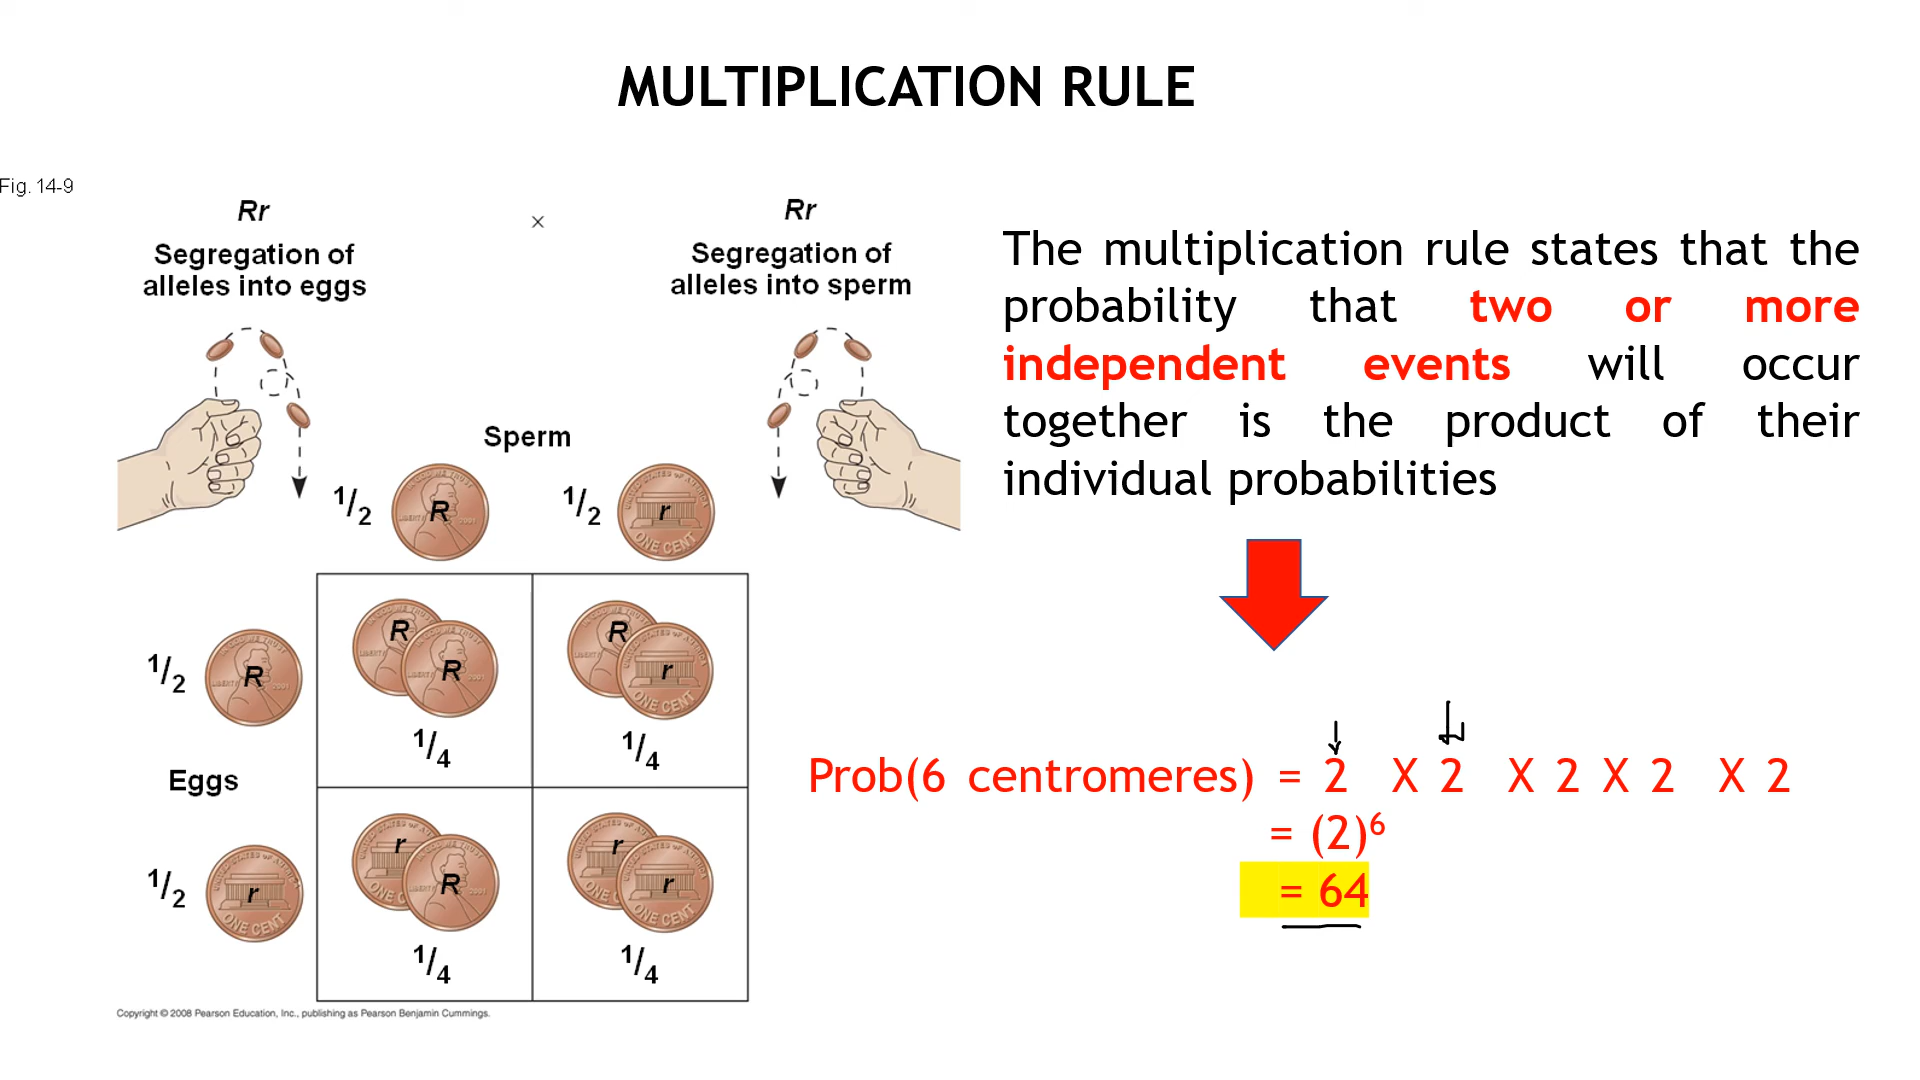 MULTIPLICATION RULE
Fig. 14-9
Rr × Rr
Segregation of
alleles into eggs
Segregation of
alleles into sperm
Sperm
1/2 R 1/2 r
1/2 R
R R
1/4
R r
1/4
Eggs
1/2 r
r R
1/4
r r
1/4
Copyright © 2008 Pearson Education, Inc., publishing as Pearson Benjamin Cummings.
The multiplication rule states that the
probability that two or more
independent events will occur
together is the product of their
individual probabilities
Prob(6 centromeres) = 2 X 2 X 2 X 2 X 2
= (2)⁶
= 64